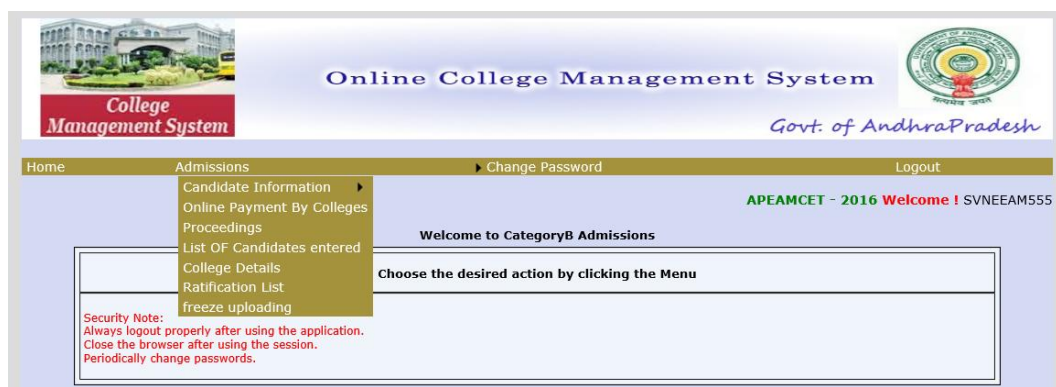 Online College Management System
College
Management System
सत्यमेव जयते
Govt. of AndhraPradesh
Home Admissions Change Password Logout
Candidate Information
Online Payment By Colleges
Proceedings
List OF Candidates entered
College Details
Ratification List
freeze uploading
APEAMCET - 2016 Welcome ! SVNEEAM555
Welcome to CategoryB Admissions
Choose the desired action by clicking the Menu
Security Note:
Always logout properly after using the application.
Close the browser after using the session.
Periodically change passwords.